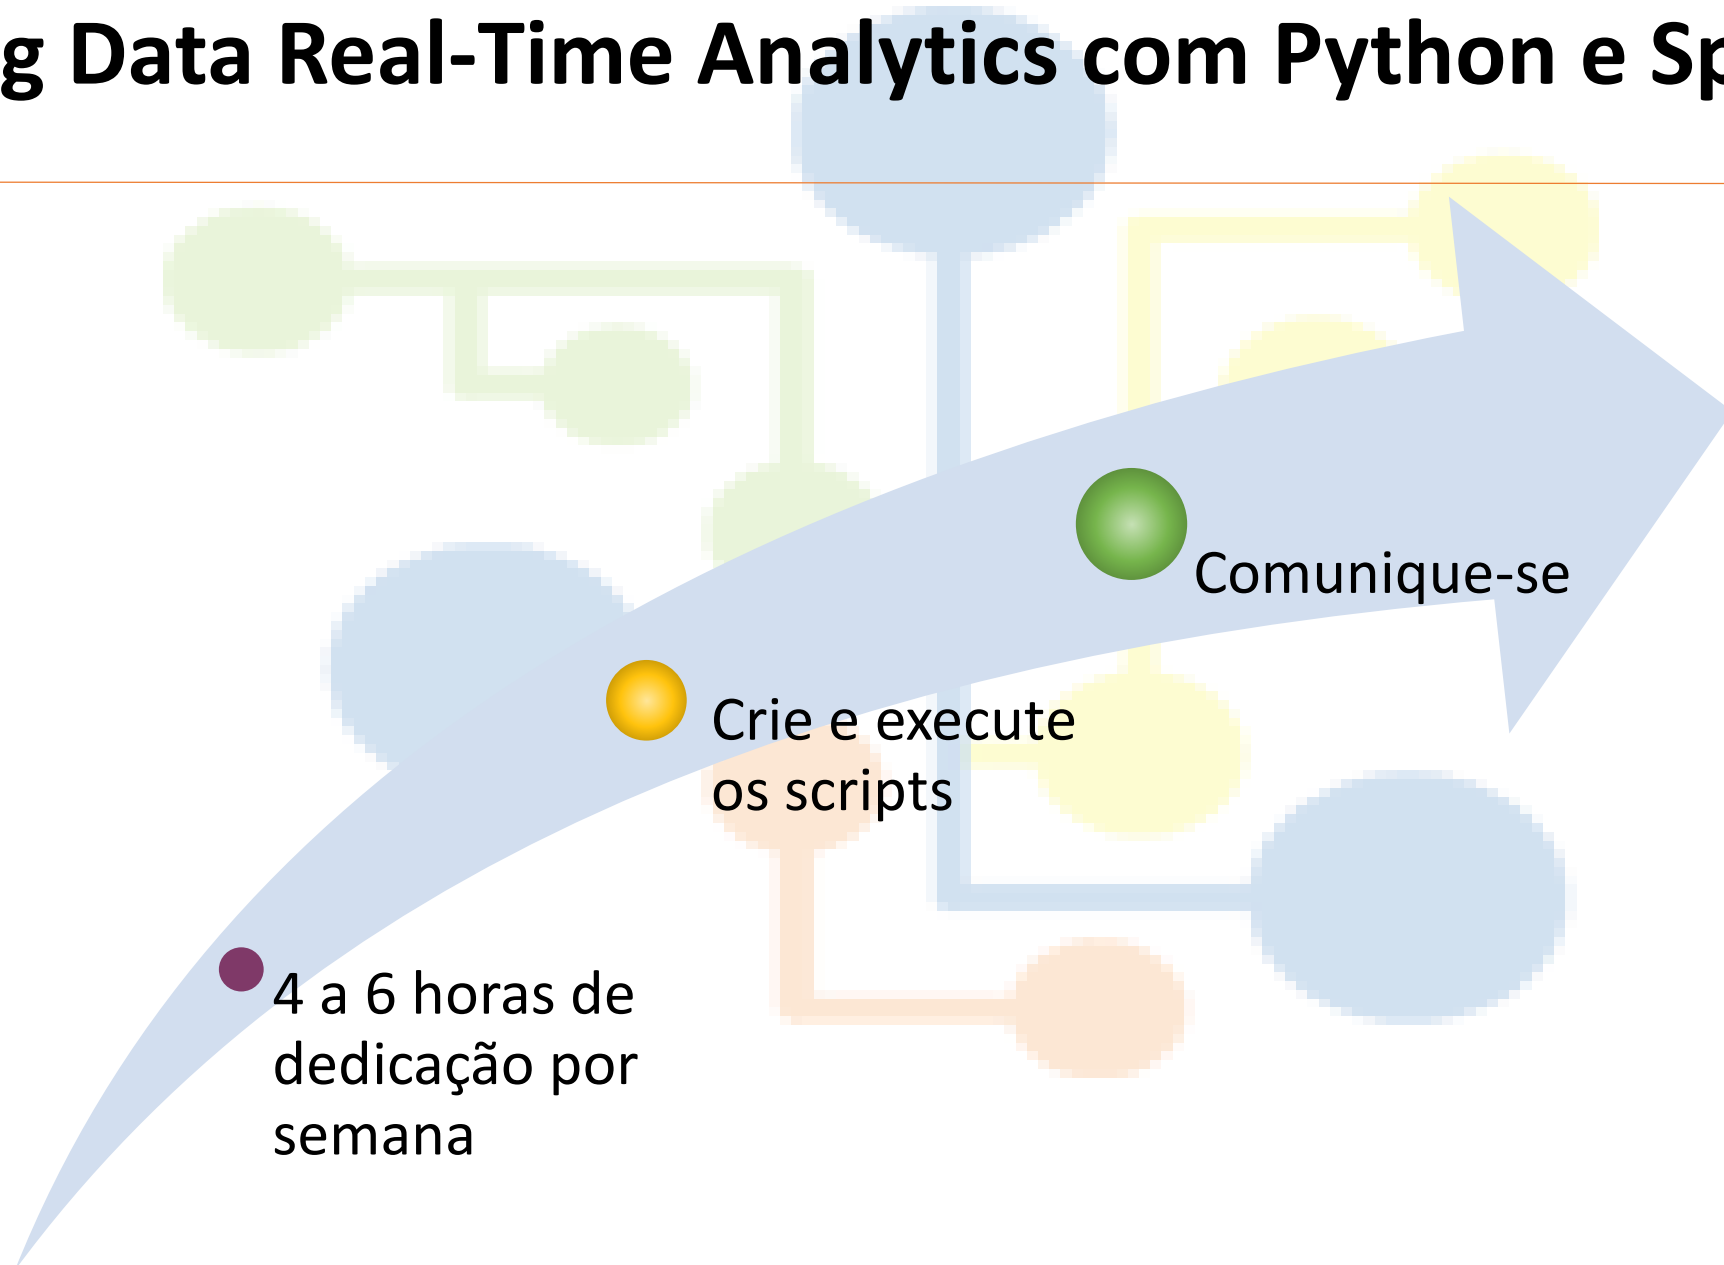 g Data Real-Time Analytics com Python e Sp
Comunique-se
Crie e execute
os scripts
4 a 6 horas de
dedicação por
semana